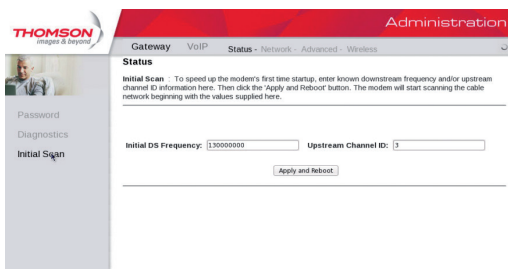 Administration
THOMSON
images & beyond
Gateway VoIP Status - Network - Advanced - Wireless
Status
Initial Scan : To speed up the modem's first time startup, enter known downstream frequency and/or upstream
channel ID information here. Then click the 'Apply and Reboot' button. The modem will start scanning the cable
network beginning with the values supplied here.
Password
Diagnostics
Initial Scan
Initial DS Frequency: 130000000 Upstream Channel ID: 3
Apply and Reboot